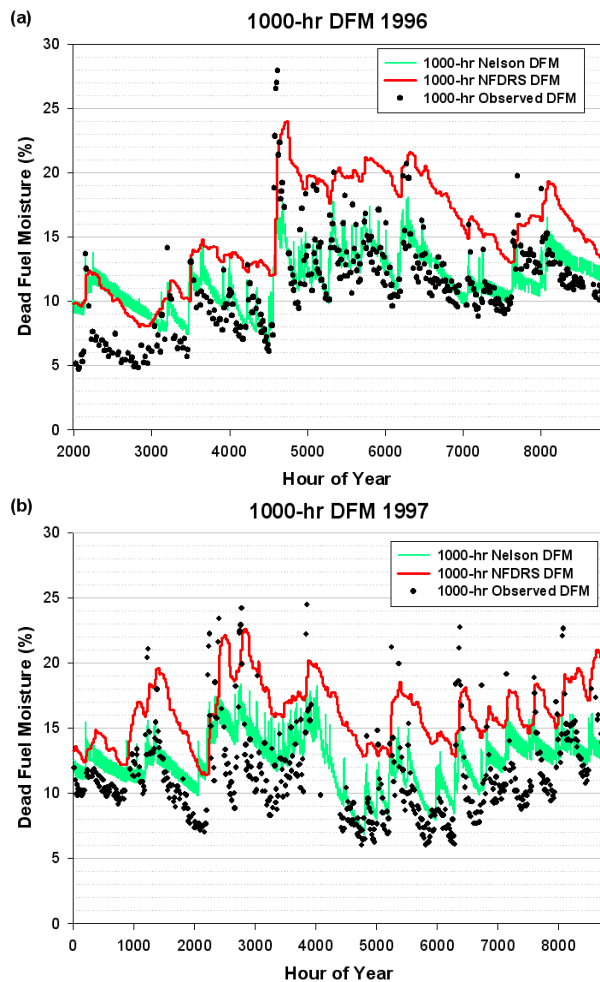 (a)
1000-hr DFM 1996
30
25
20
15
10
5
0
Dead Fuel Moisture (%)
1000-hr Nelson DFM
1000-hr NFDRS DFM
1000-hr Observed DFM
2000 3000 4000 5000 6000 7000 8000
Hour of Year
(b)
1000-hr DFM 1997
30
25
20
15
10
5
0
Dead Fuel Moisture (%)
1000-hr Nelson DFM
1000-hr NFDRS DFM
1000-hr Observed DFM
0 1000 2000 3000 4000 5000 6000 7000 8000
Hour of Year